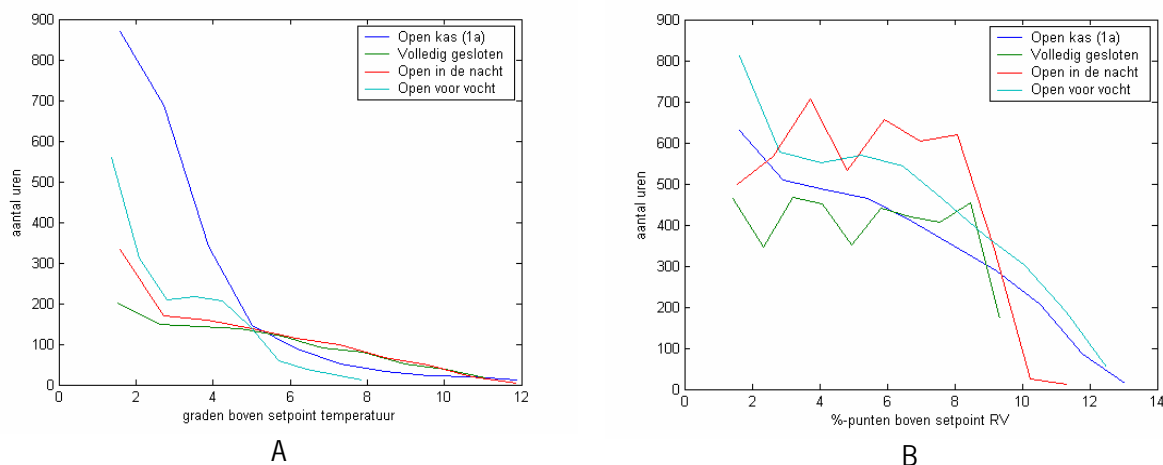 900
800
700
600
500
400
300
200
100
0
aantal uren
0 2 4 6 8 10 12
graden boven setpoint temperatuur
Open kas (1a)
Volledig gesloten
Open in de nacht
Open voor vocht
A
900
800
700
600
500
400
300
200
100
0
aantal uren
0 2 4 6 8 10 12 14
%-punten boven setpoint RV
Open kas (1a)
Volledig gesloten
Open in de nacht
Open voor vocht
B